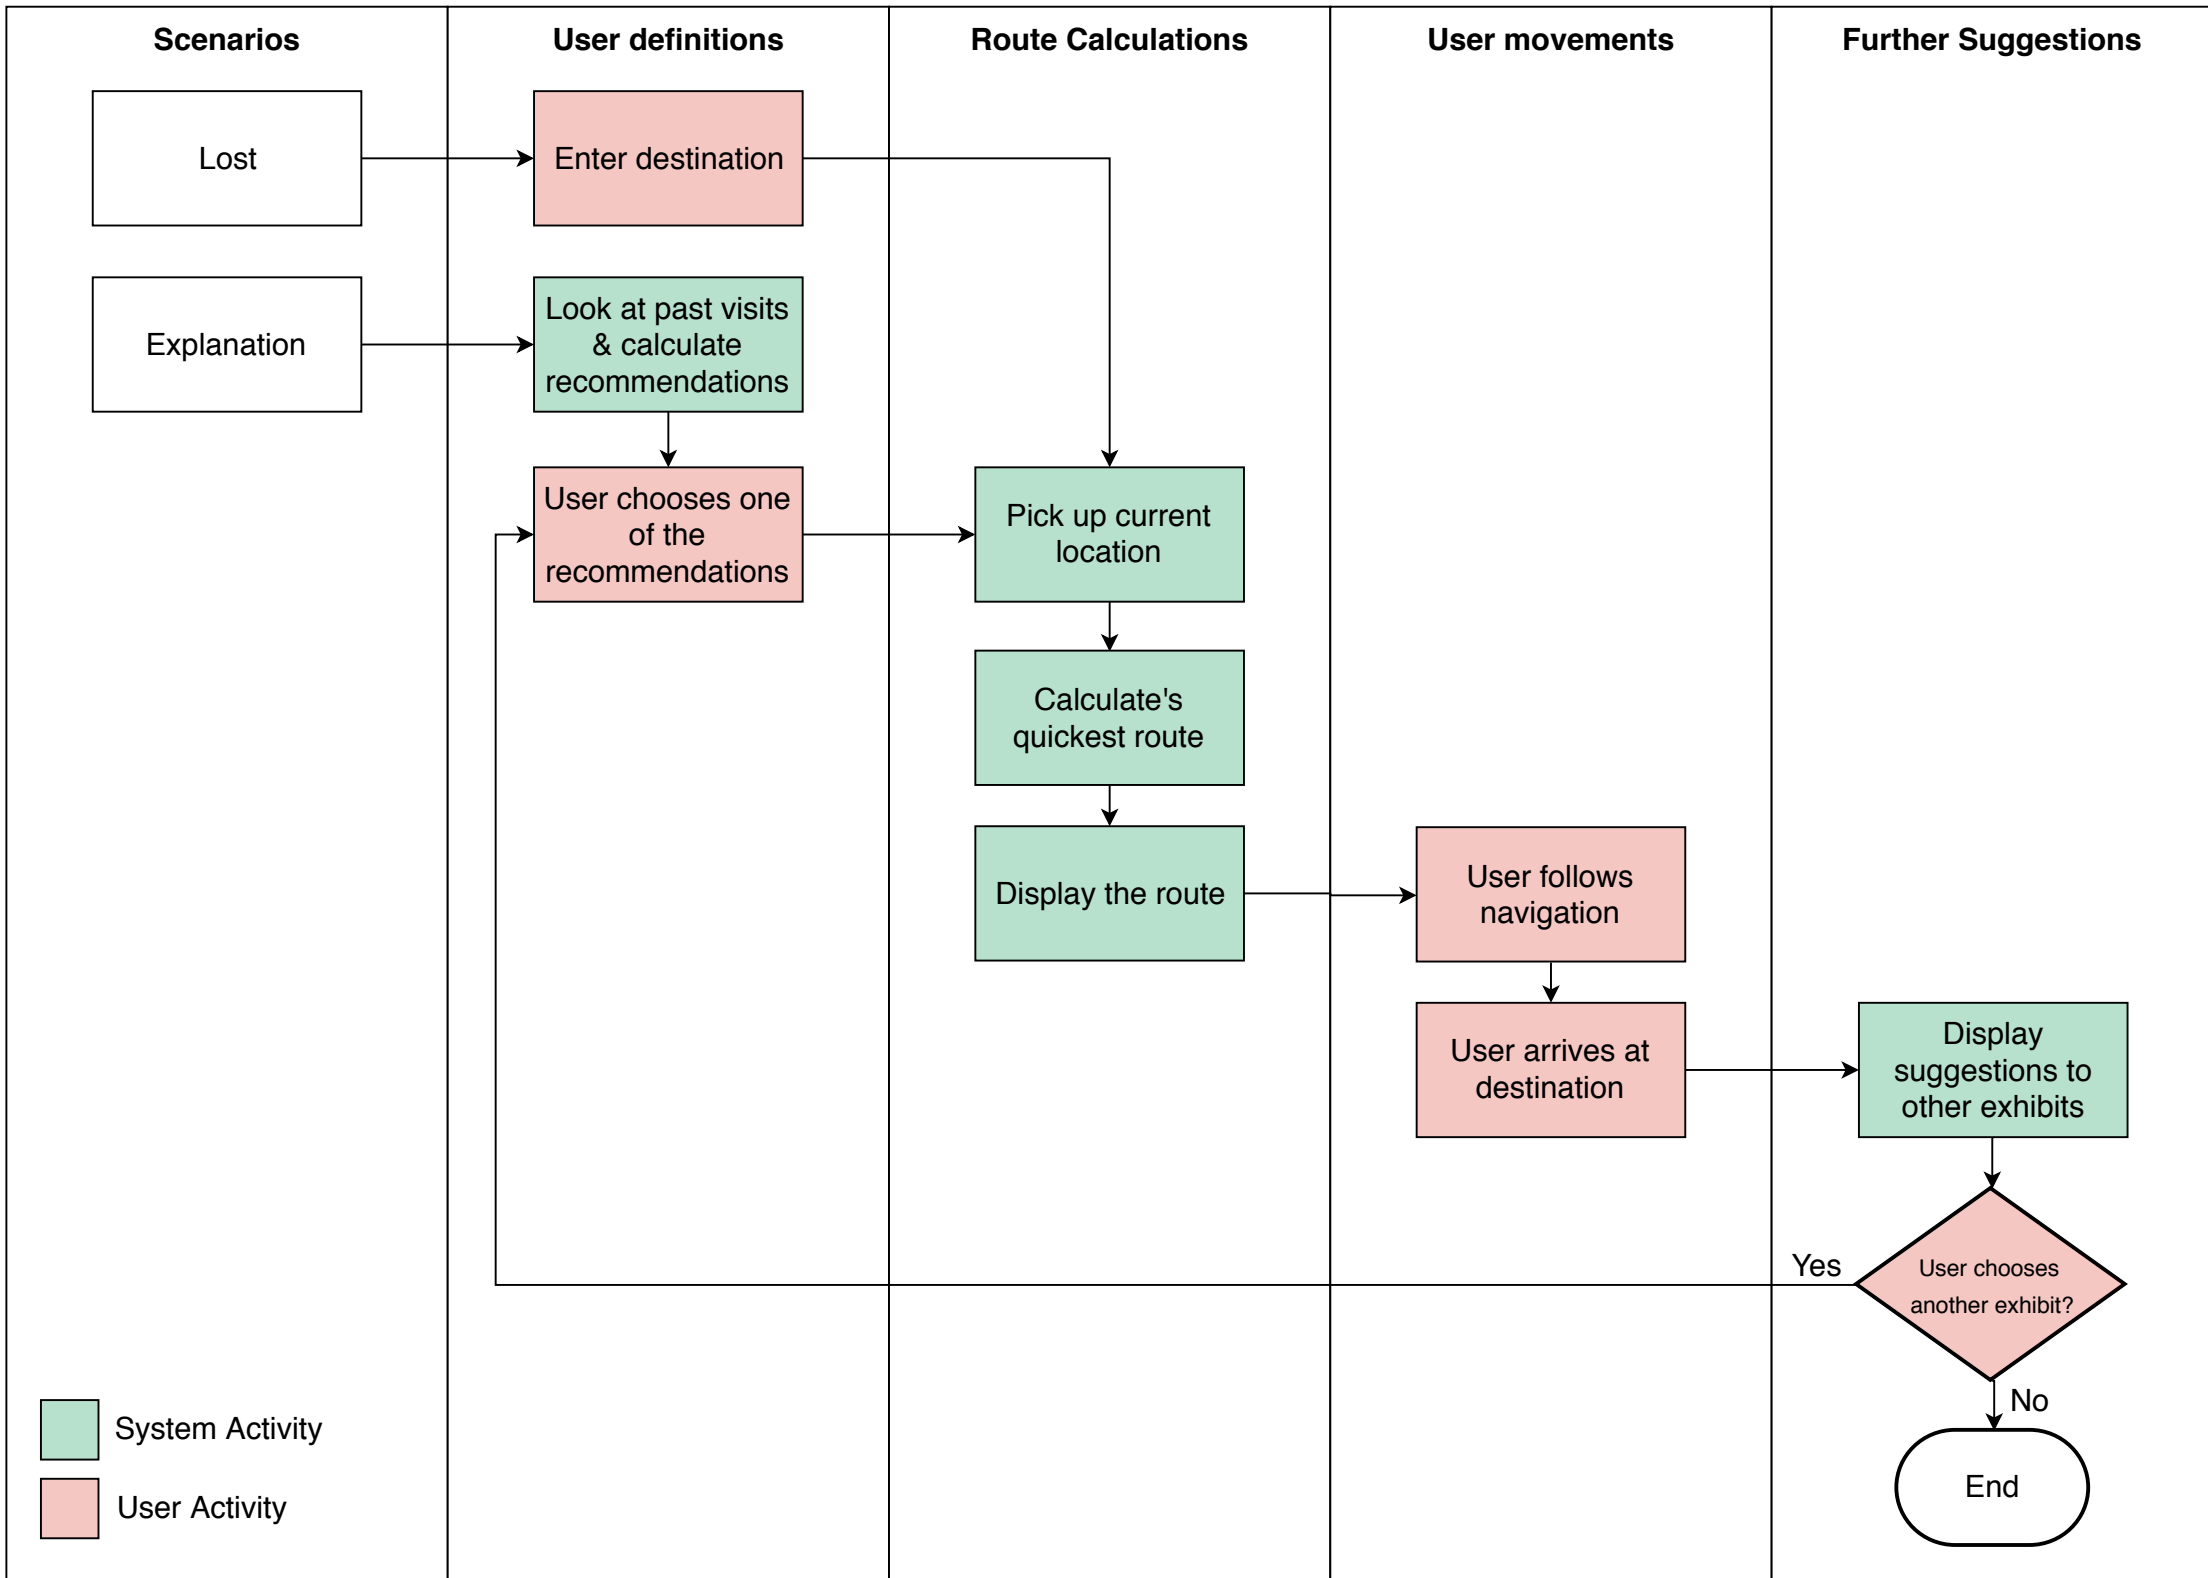 Scenarios
User definitions
Route Calculations
User movements
Further Suggestions
Lost
Enter destination
Explanation
Look at past visits
& calculate
recommendations
User chooses one
of the
recommendations
Pick up current
location
Calculate's
quickest route
Display the route
User follows
navigation
User arrives at
destination
Display
suggestions to
other exhibits
Yes
User chooses
another exhibit?
No
End
System Activity
User Activity